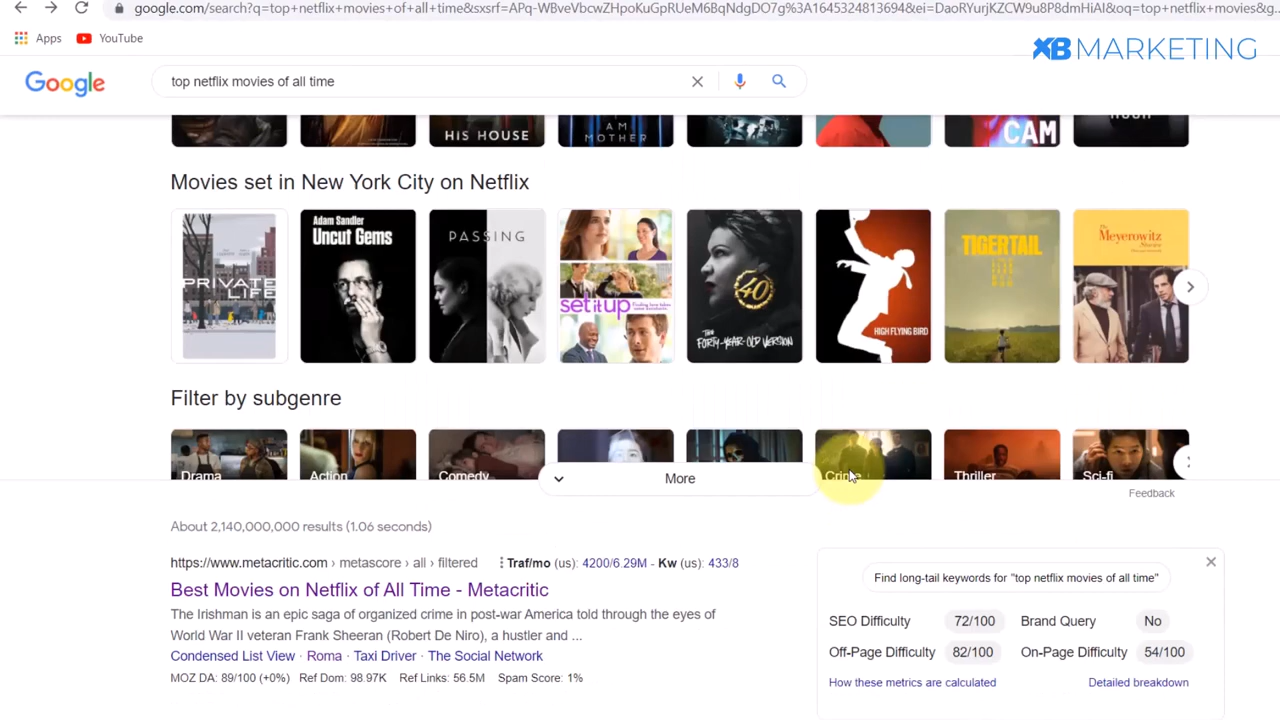 google.com/search?q=top+netflix+movies+of+all+time&sxsrf=APq-WBveVbcwZHpoKuGpRUeM6BqNdgDO7g%3A1645324813694&ei=DaoRYurjKZCW9u8P8dmHiAI&oq=top+netflix+movies&g...
Apps YouTube
XB MARKETING
Google top netflix movies of all time
HIS HOUSE
I AM
MOTHER
CAM
HOUR
Movies set in New York City on Netflix
PRIVATE
LIFE
Adam Sandler
Uncut Gems
PASSING
set it up
40
THE
FORTY-YEAR-OLD VERSION
HIGH FLYING BIRD
TIGERTAIL
The
Meyerowitz
Stories
Filter by subgenre
Drama Action Comedy Crime Thriller Sci-fi
More
Feedback
About 2,140,000,000 results (1.06 seconds)
https://www.metacritic.com › metascore › all › filtered Traf/mo (us): 4200/6.29M - Kw (us): 433/8
Best Movies on Netflix of All Time - Metacritic
The Irishman is an epic saga of organized crime in post-war America told through the eyes of
World War II veteran Frank Sheeran (Robert De Niro), a hustler and ...
Condensed List View · Roma · Taxi Driver · The Social Network
MOZ DA: 89/100 (+0%) Ref Dom: 98.97K Ref Links: 56.5M Spam Score: 1%
Find long-tail keywords for "top netflix movies of all time"
SEO Difficulty 72/100 Brand Query No
Off-Page Difficulty 82/100 On-Page Difficulty 54/100
How these metrics are calculated Detailed breakdown